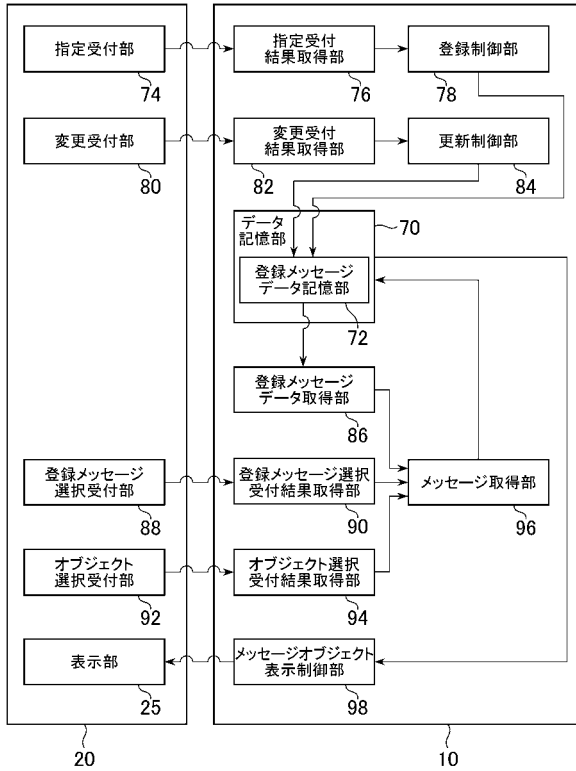 指定受付部
74
指定受付
結果取得部
76
登録制御部
78
変更受付部
80
変更受付
結果取得部
82
更新制御部
84
データ
記憶部
70
登録メッセージ
データ記憶部
72
登録メッセージ
データ取得部
86
登録メッセージ
選択受付部
88
登録メッセージ選択
受付結果取得部
90
メッセージ取得部
96
オブジェクト
選択受付部
92
オブジェクト選択
受付結果取得部
94
表示部
25
メッセージオブジェクト
表示制御部
98
20
10